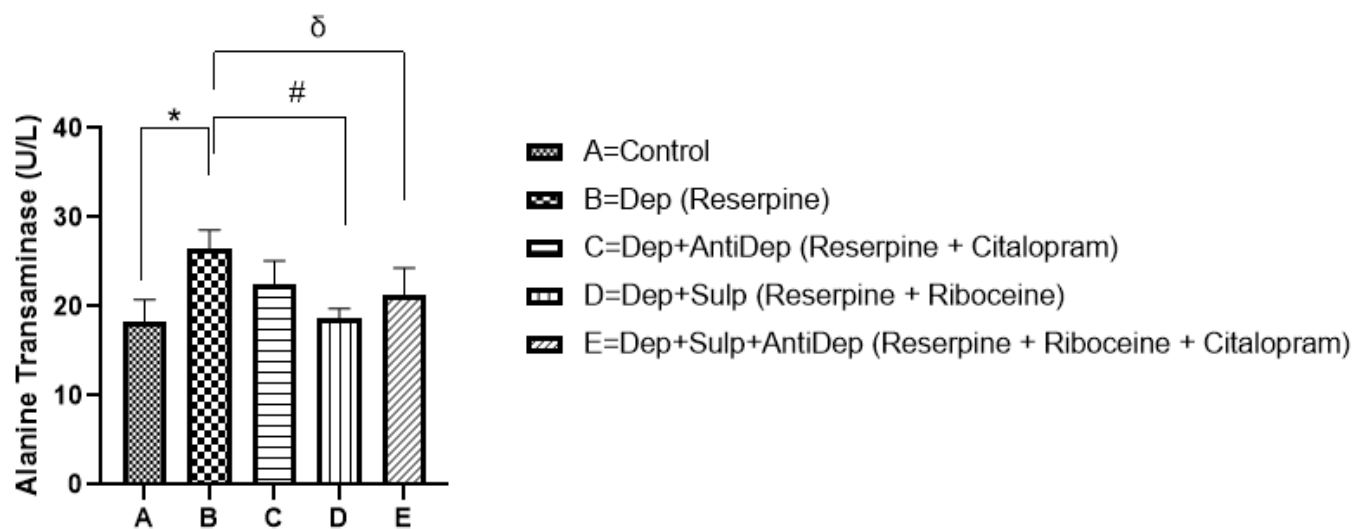 δ
#
*
Alanine Transaminase (U/L)
40
30
20
10
0
A
B
C
D
E
A=Control
B=Dep (Reserpine)
C=Dep+AntiDep (Reserpine + Citalopram)
D=Dep+Sulp (Reserpine + Riboceine)
E=Dep+Sulp+AntiDep (Reserpine + Riboceine + Citalopram)